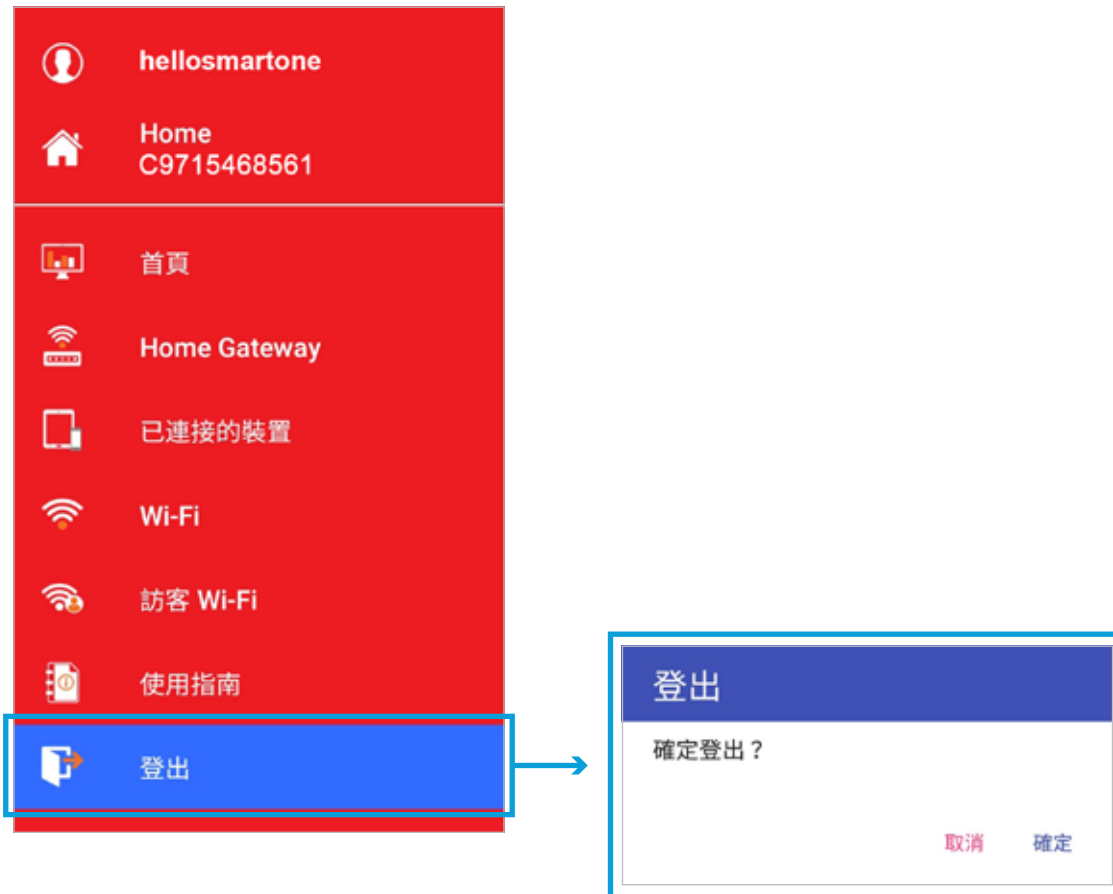 hellosmartone
Home
C9715468561
首頁
Home Gateway
已連接的裝置
Wi-Fi
訪客 Wi-Fi
使用指南
登出
登出
確定登出？
取消 確定